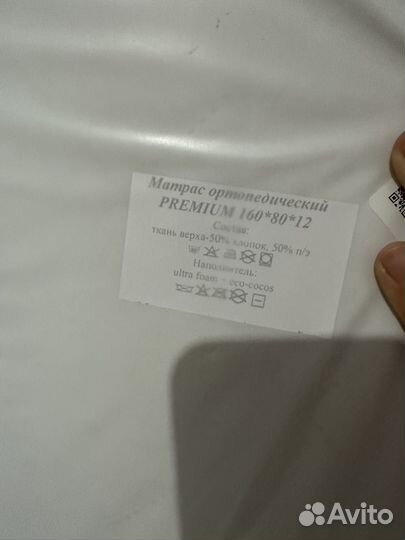 Матрас ортопедический
PREMIUM 160*80*12
Состав:
ткань верха-50% хлопок, 50% п/э
Наполнитель:
ultra foam - eco-cocos
Avito